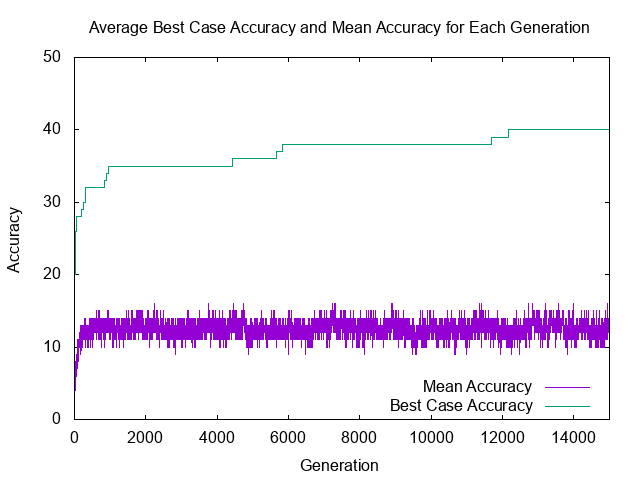 Average Best Case Accuracy and Mean Accuracy for Each Generation
50
40
30
20
10
0
Accuracy
Mean Accuracy
Best Case Accuracy
0 2000 4000 6000 8000 10000 12000 14000
Generation